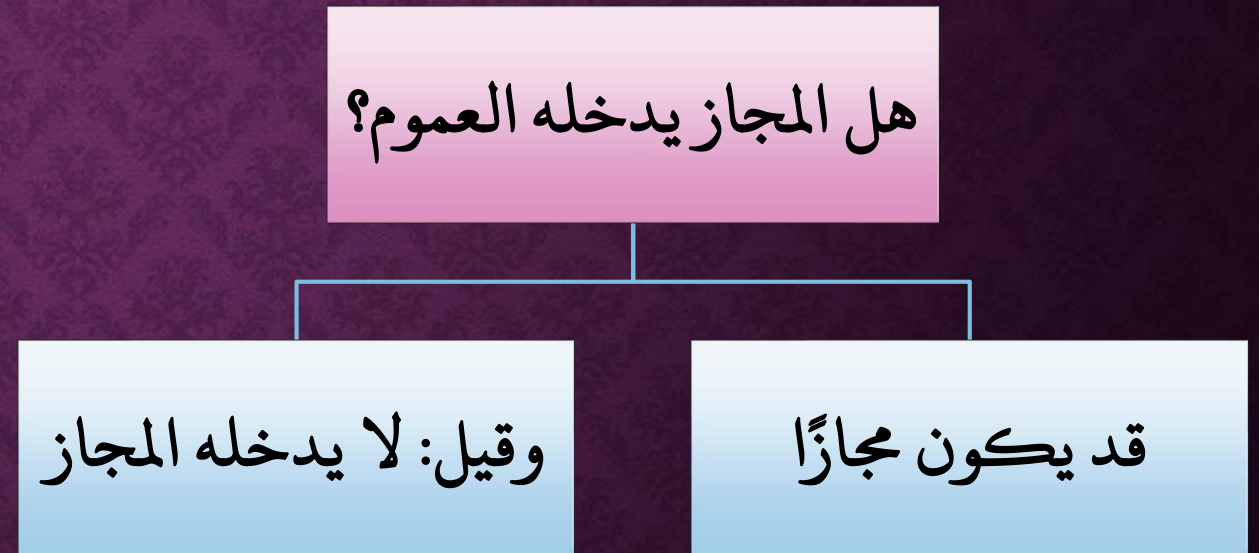 هل المجاز يدخله العموم؟
قد يكون مجازًا
وقيل: لا يدخله المجاز